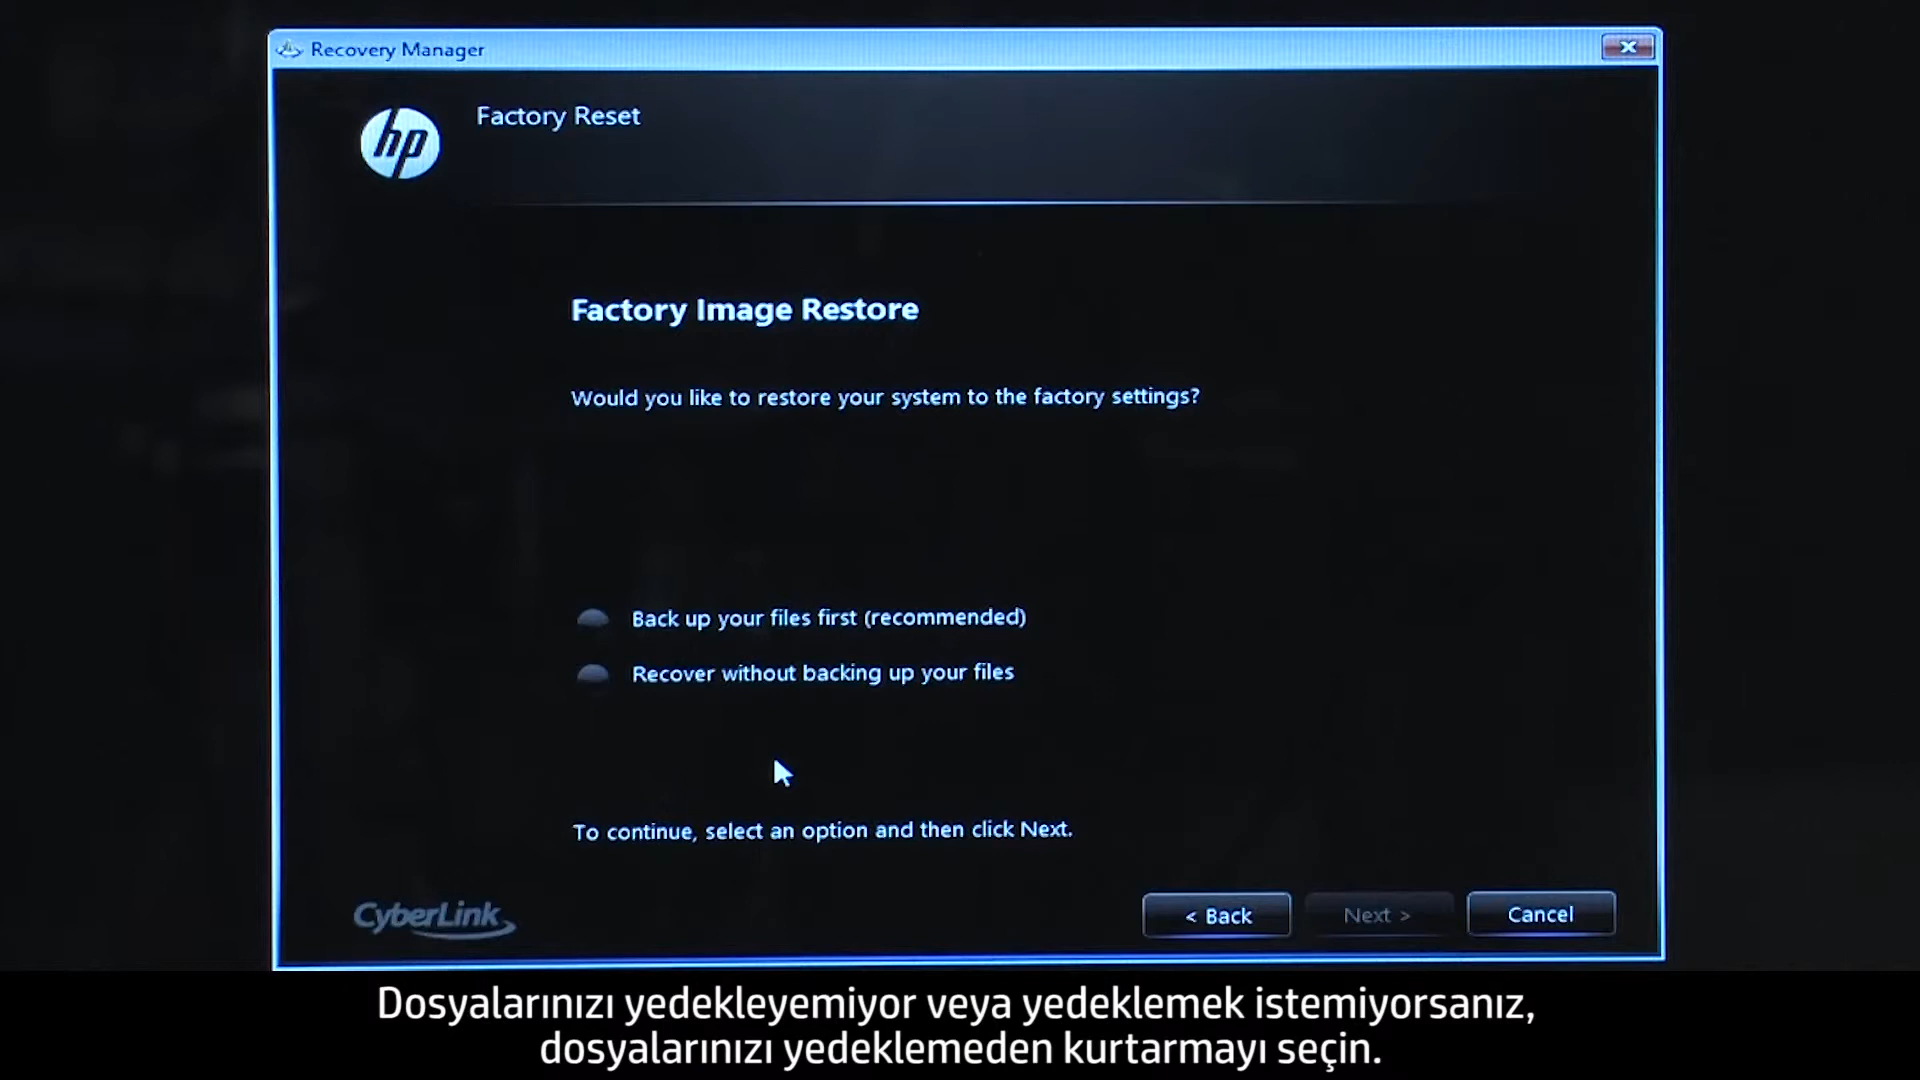 Recovery Manager
hp
Factory Reset
Factory Image Restore
Would you like to restore your system to the factory settings?
Back up your files first (recommended)
Recover without backing up your files
To continue, select an option and then click Next.
CyberLink
< Back
Next >
Cancel
Dosyalarınızı yedekleyemiyor veya yedeklemek istemiyorsanız,
dosyalarınızı yedeklemeden kurtarmayı seçin.